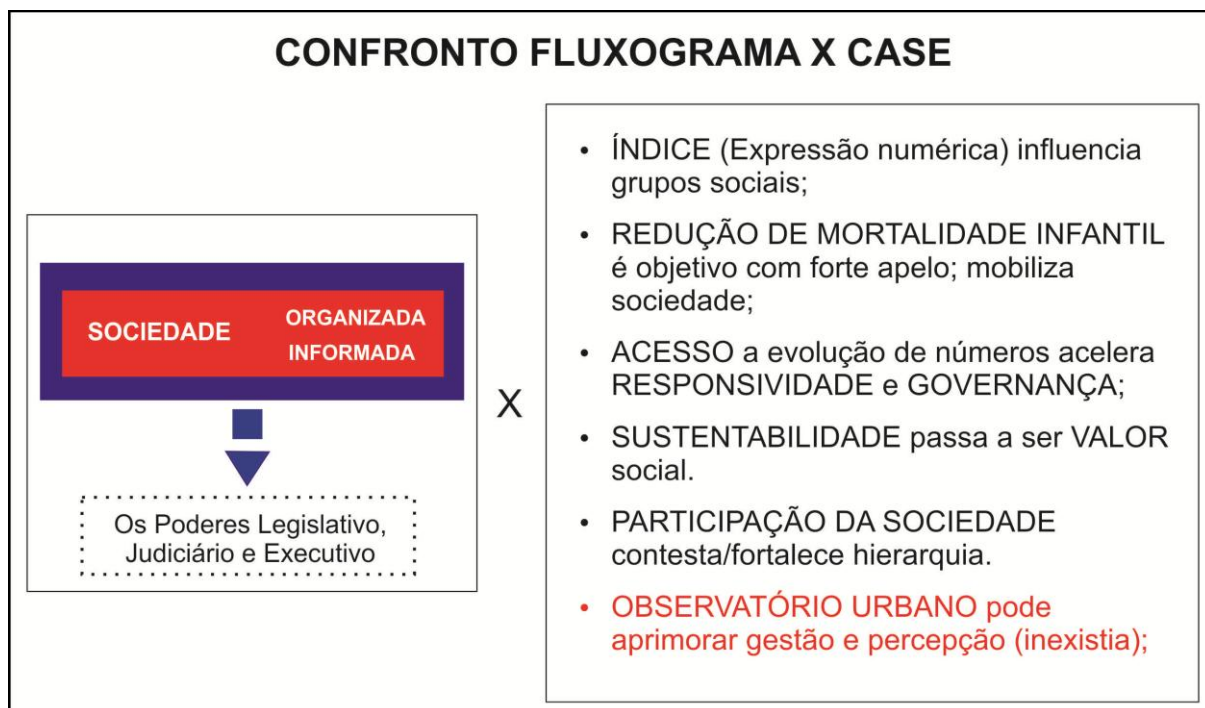 CONFRONTO FLUXOGRAMA X CASE
SOCIEDADE
ORGANIZADA
INFORMADA
Os Poderes Legislativo,
Judiciário e Executivo
X
• ÍNDICE (Expressão numérica) influencia
grupos sociais;
• REDUÇÃO DE MORTALIDADE INFANTIL
é objetivo com forte apelo; mobiliza
sociedade;
• ACESSO a evolução de números acelera
RESPONSIVIDADE e GOVERNANÇA;
• SUSTENTABILIDADE passa a ser VALOR
social.
• PARTICIPAÇÃO DA SOCIEDADE
contesta/fortalece hierarquia.
• OBSERVATÓRIO URBANO pode
aprimorar gestão e percepção (inexistia);